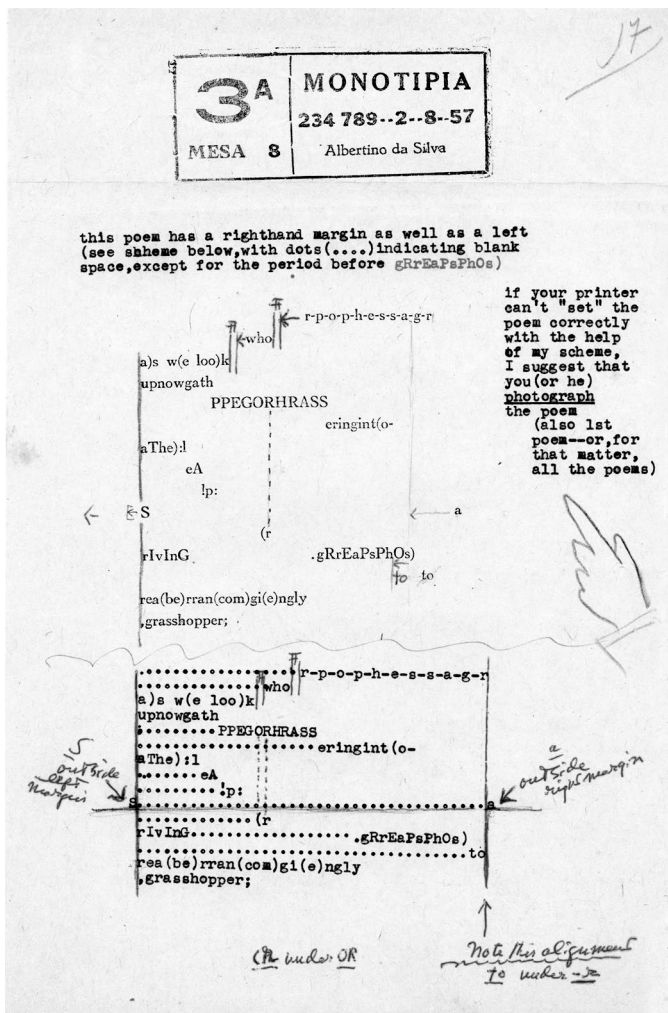 17
3A
MESA 8
MONOTIPIA
234 789--2--8--57
Albertino da Silva
this poem has a righthand margin as well as a left
(see shheme below,with dots(....)indicating blank
space,except for the period before gRrEaPsPhOs)
if your printer
can't "set" the
poem correctly
with the help
of my scheme,
I suggest that
you(or he)
photograph
the poem
(also 1st
poem--or,for
that matter,
all the poems)
r-p-o-p-h-e-s-s-a-g-r
who
a)s w(e loo)k
upnowgath
PPEGORHRASS
eringint(o-
aThe):l
eA
!p:
S a
(r
rIvInG .gRrEaPsPhOs)
to to
rea(be)rran(com)gi(e)ngly
,grasshopper;
......................r-p-o-p-h-e-s-s-a-g-r
.................who
a)s w(e loo)k
upnowgath
..........PPEGORHRASS
........................eringint(o-
aThe):l
........eA
...........!p:
S...............................................a
................(r
rIvInG......................gRrEaPsPhOs)
.............................................to
rea(be)rran(com)gi(e)ngly
,grasshopper;
S
outside
left
margin
a
outside
right margin
(r under OR
Note this alignment
to under -r